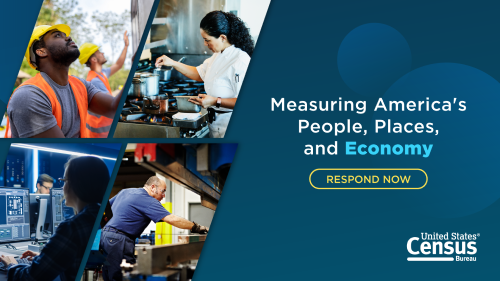 Measuring America's
People, Places,
and Economy
RESPOND NOW
United States®
Census
Bureau